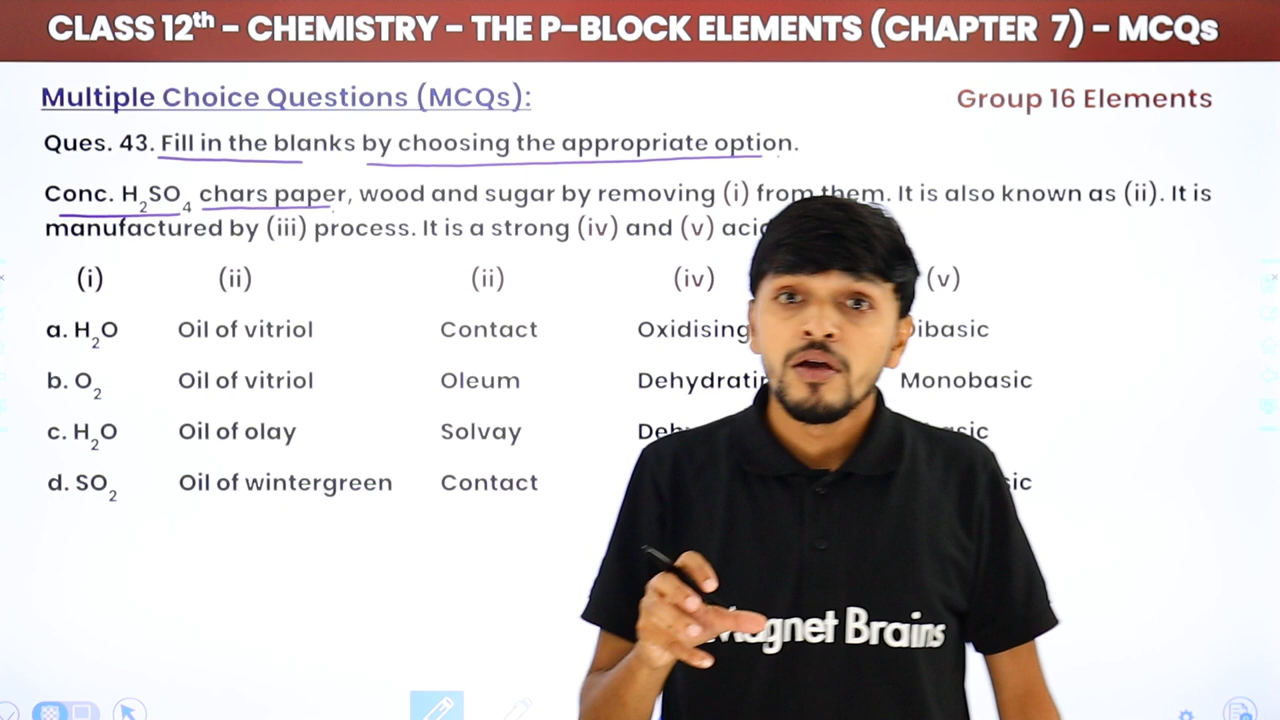 CLASS 12th – CHEMISTRY – THE P-BLOCK ELEMENTS (CHAPTER 7) – MCQs
Multiple Choice Questions (MCQs): Group 16 Elements
Ques. 43. Fill in the blanks by choosing the appropriate option.
Conc. H2SO4 chars paper, wood and sugar by removing (i) from them. It is also known as (ii). It is
manufactured by (iii) process. It is a strong (iv) and (v)
(i) (ii) (ii) (iv) (v)
a. H2O Oil of vitriol Contact Oxidising
b. O2 Oil of vitriol Oleum Monobasic
c. H2O Oil of olay Solvay
d. SO2 Oil of wintergreen Contact
Magnet Brains